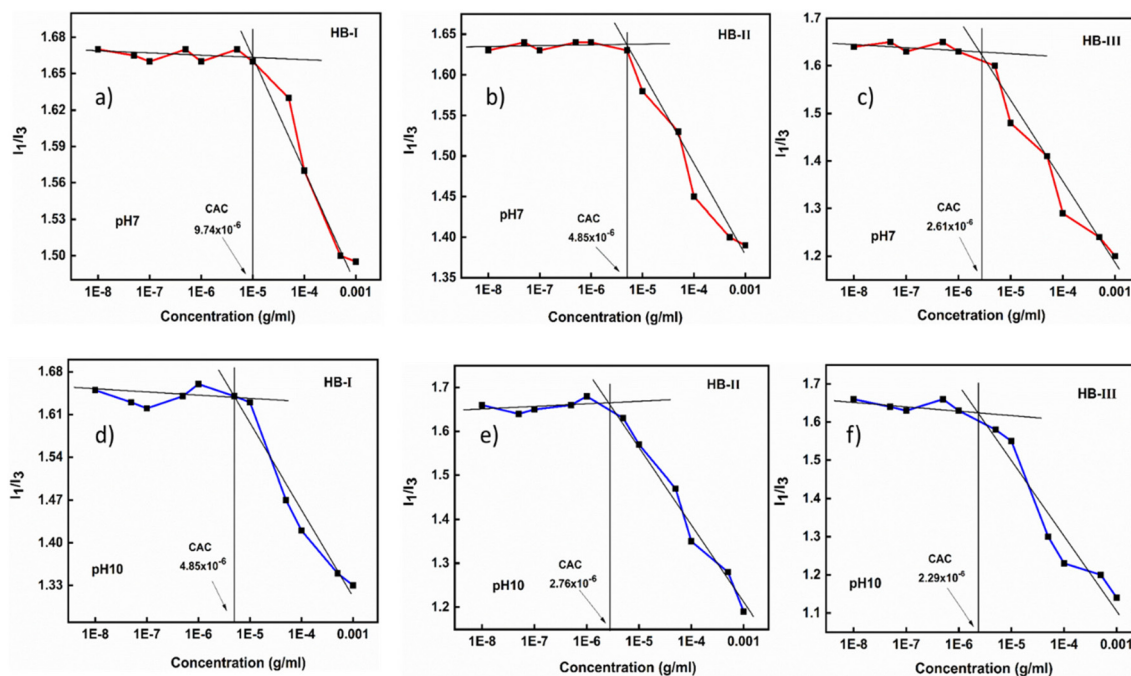 HB-I
1.68
1.65
1.62
1.59
1.56
1.53
1.50
I₁/I₃
a)
pH7
CAC
9.74x10⁻⁶
1E-8 1E-7 1E-6 1E-5 1E-4 0.001
Concentration (g/ml)
HB-II
1.65
1.60
1.55
1.50
1.45
1.40
1.35
I₁/I₃
b)
pH7
CAC
4.85x10⁻⁶
1E-8 1E-7 1E-6 1E-5 1E-4 0.001
Concentration (g/ml)
HB-III
1.7
1.6
1.5
1.4
1.3
1.2
I₁/I₃
c)
pH7
CAC
2.61x10⁻⁶
1E-8 1E-7 1E-6 1E-5 1E-4 0.001
Concentration (g/ml)
HB-I
1.68
1.61
1.54
1.47
1.40
1.33
I₁/I₃
d)
pH10
CAC
4.85x10⁻⁶
1E-8 1E-7 1E-6 1E-5 1E-4 0.001
Concentration (g/ml)
HB-II
1.7
1.6
1.5
1.4
1.3
1.2
I₁/I₃
e)
pH10
CAC
2.76x10⁻⁶
1E-8 1E-7 1E-6 1E-5 1E-4 0.001
Concentration (g/ml)
HB-III
1.7
1.6
1.5
1.4
1.3
1.2
1.1
I₁/I₃
f)
pH10
CAC
2.29x10⁻⁶
1E-8 1E-7 1E-6 1E-5 1E-4 0.001
Concentration (g/ml)